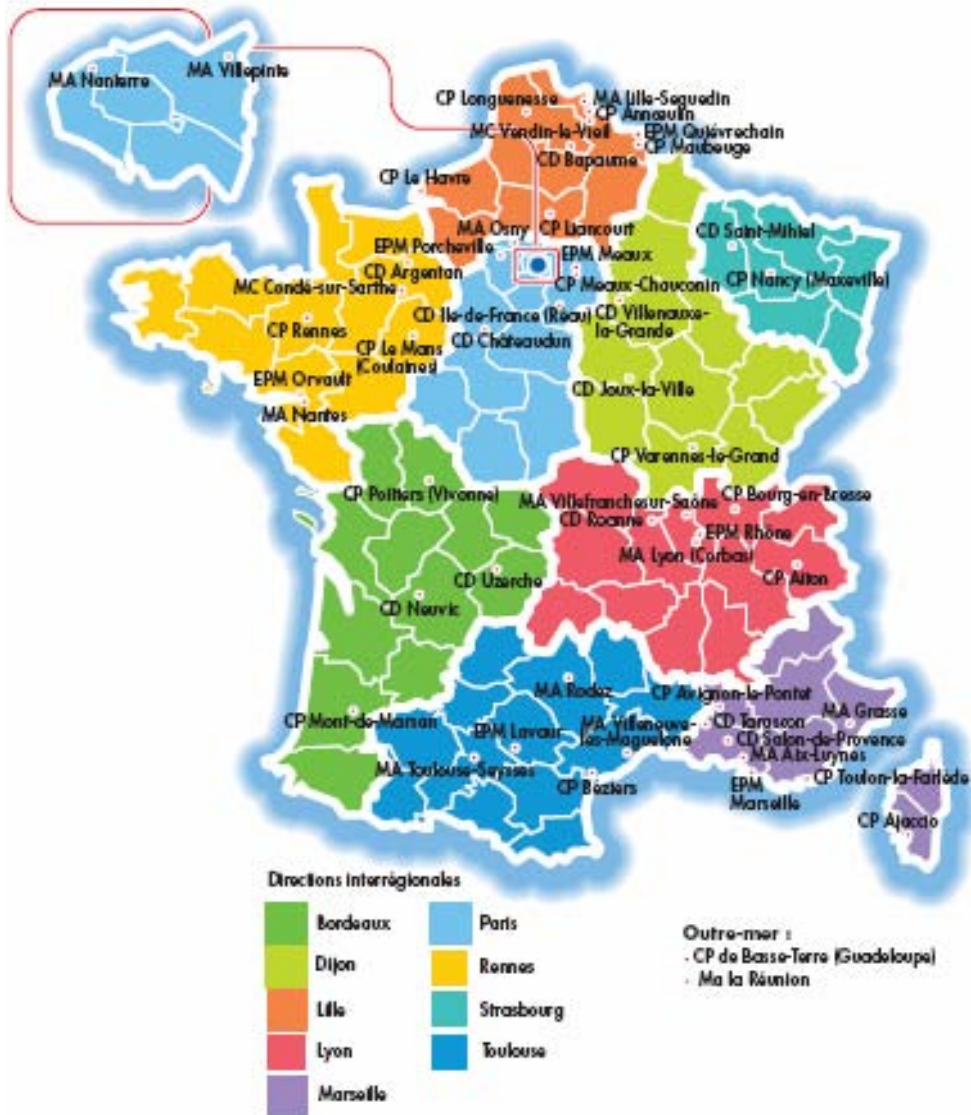 MA Nanterre
MA Villepinte
CP Longuenesse
MA Lille-Seguedin
CP Annœulin
MC Vendin-le-Vieil
EPM Quiévrechain
CP Maubeuge
CD Bapaume
CP Le Havre
MA Osny
CP Liancourt
EPM Porcheville
EPM Meaux
CD Saint-Mihiel
CD Argentan
MC Condé-sur-Sarthe
CP Meaux-Chauconin
CP Nancy (Maxeville)
CP Rennes
CD Ile-de-France (Réau)
CD Villenauxe-
la-Grande
CD Châteaudun
CP Le Mans
(Coulaines)
EPM Orvault
CD Joux-la-Ville
MA Nantes
CP Varennes-le-Grand
CP Poitiers (Vivonne)
MA Villefranche-sur-Saône
CP Bourg-en-Bresse
CD Roanne
EPM Rhône
MA Lyon (Corbas)
CD Uzerche
CP Aiton
CD Neuvic
MA Rodez
CP Avignon-le-Pontet
CP Mont-de-Marsan
EPM Lavaur
MA Villeneuve-
lès-Maguelone
CD Tarascon
MA Grasse
CD Salon-de-Provence
MA Toulouse-Seysses
MA Aix-Luynes
CP Béziers
EPM
Marseille
CP Toulon-la-Farlède
CP Ajaccio
Directions interrégionales
Bordeaux
Paris
Dijon
Rennes
Lille
Strasbourg
Lyon
Toulouse
Marseille
Outre-mer :
· CP de Basse-Terre (Guadeloupe)
· Ma la Réunion